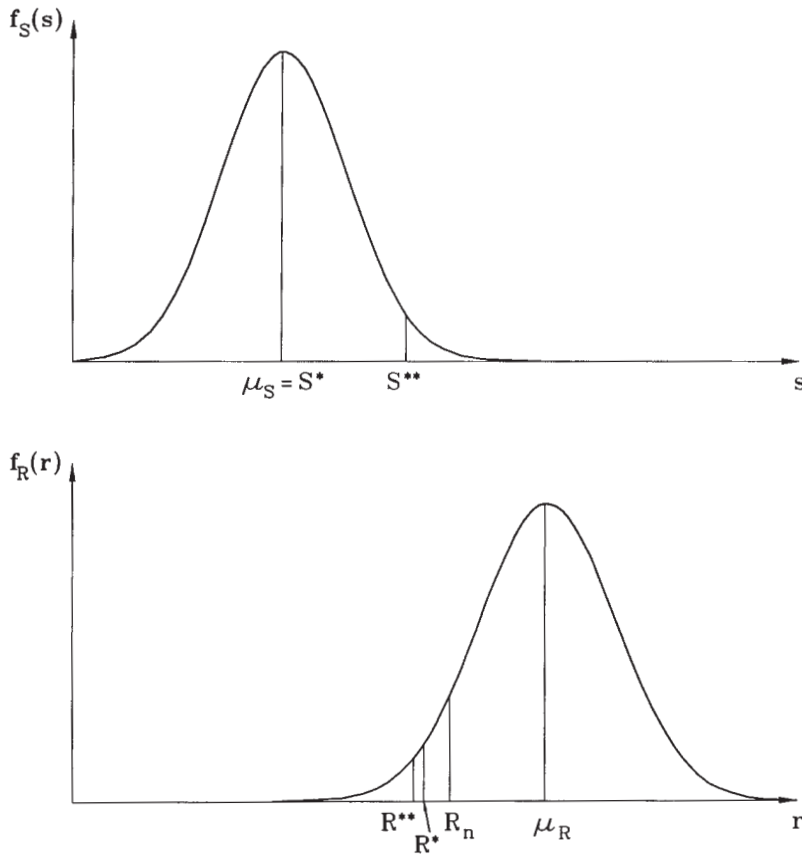 f_S(s)
μ_S = S* S** s
f_R(r)
R** R* R_n μ_R r